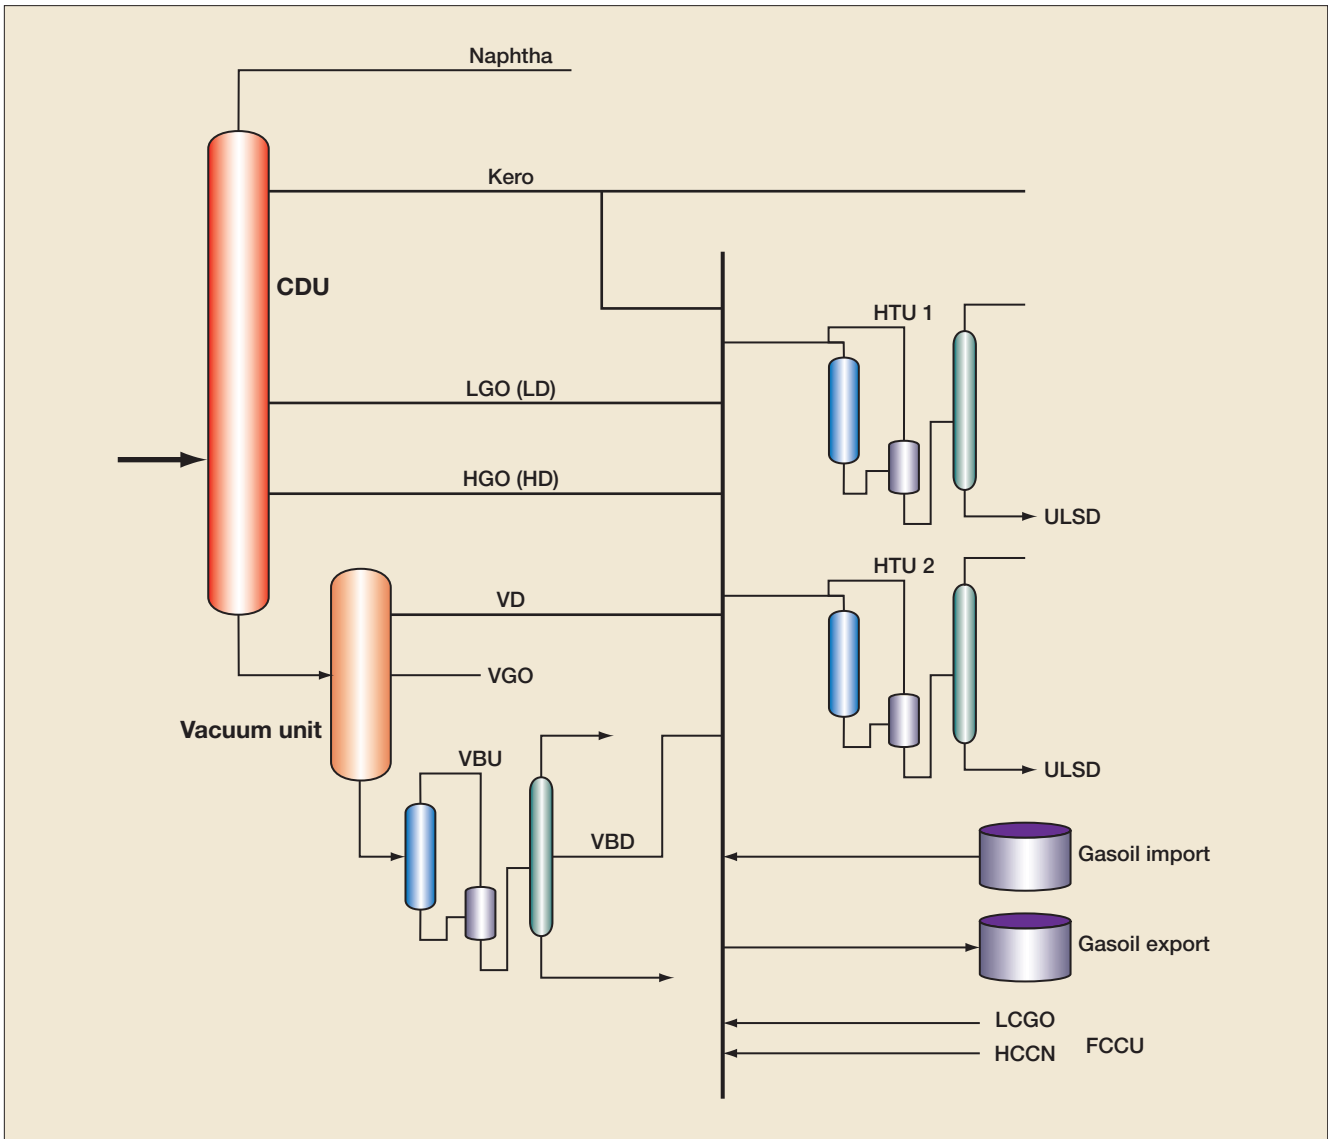 Naphtha
Kero
CDU
HTU 1
LGO (LD)
HGO (HD)
ULSD
HTU 2
VD
VGO
Vacuum unit
VBU
ULSD
VBD
Gasoil import
Gasoil export
LCGO
FCCU
HCCN